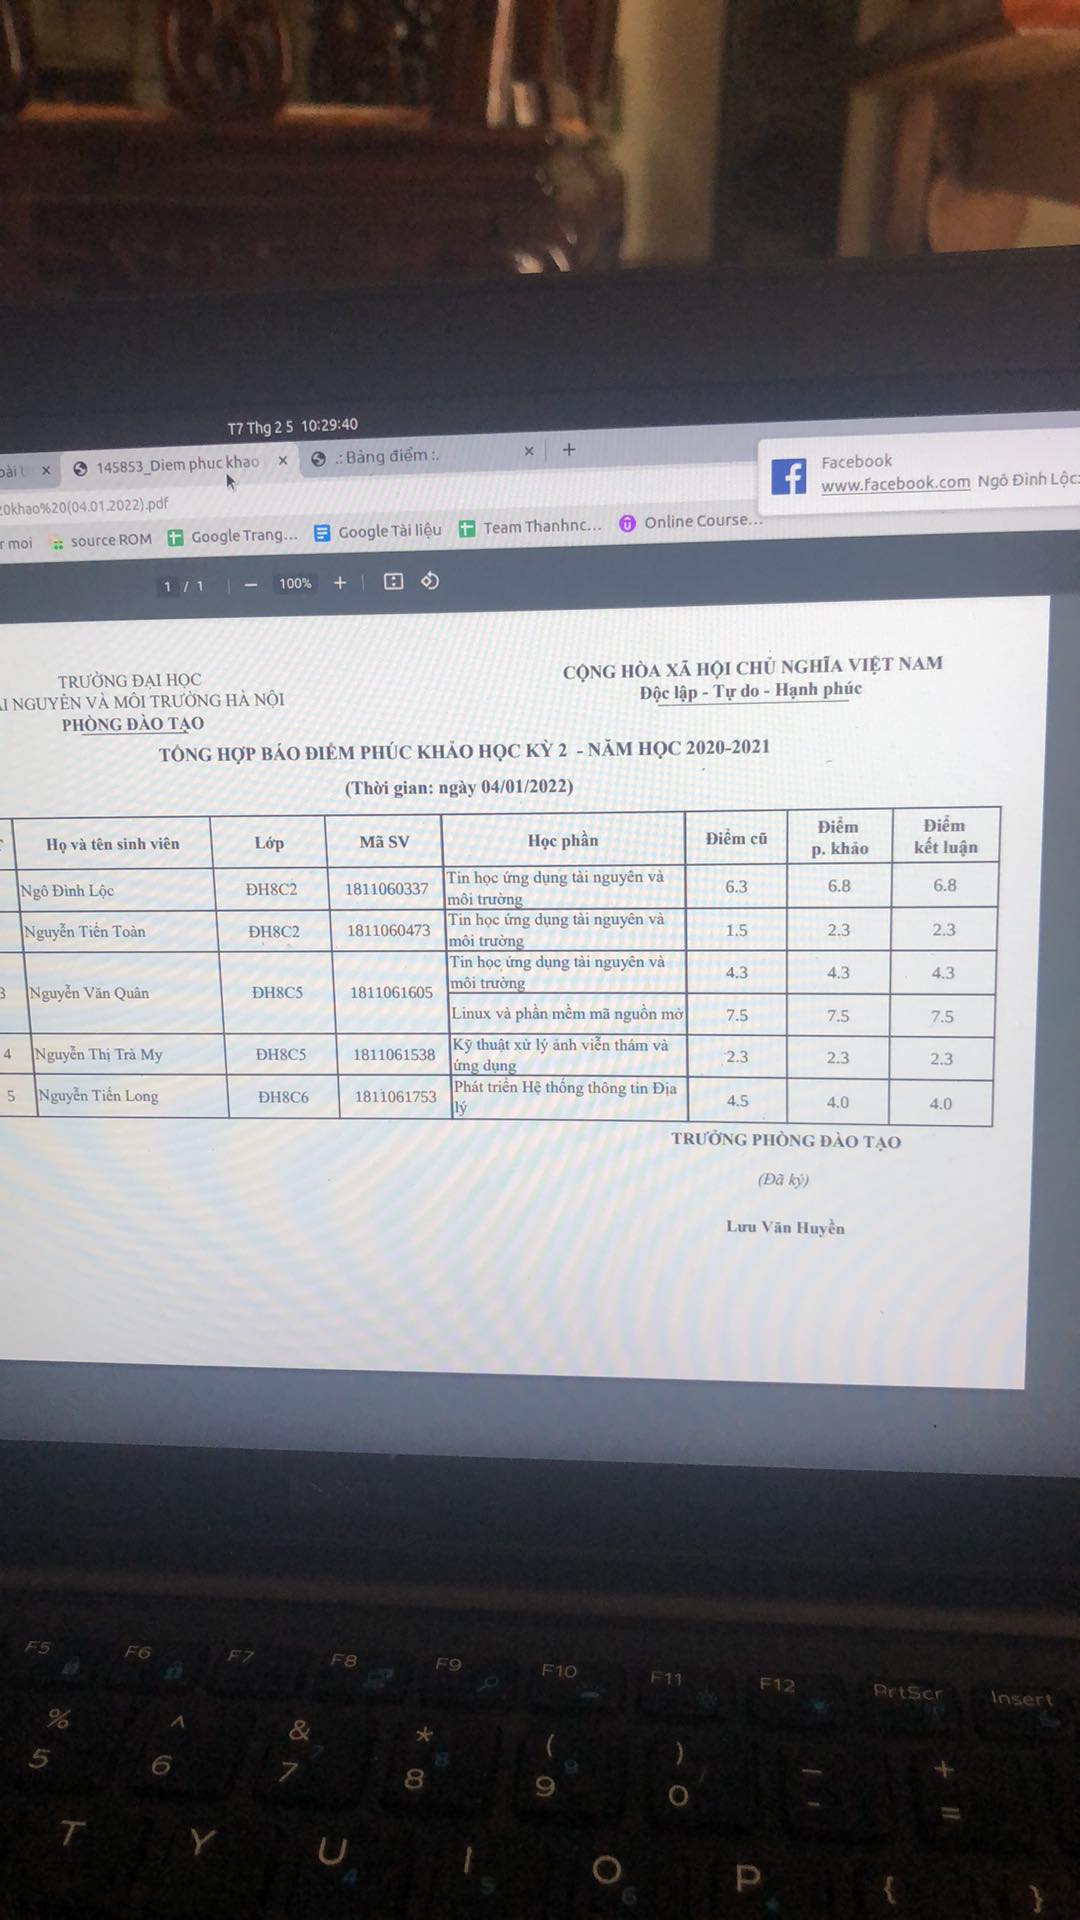 T7 Thg 2 5 10:29:40
145853_Diem phuc khao
.: Bảng điểm :.
Facebook
www.facebook.com Ngô Đình Lộc:
20khao%20(04.01.2022).pdf
r moi
source ROM
Google Trang...
Google Tài liệu
Team Thanhnc...
Online Course...
1 / 1
100%
TRƯỜNG ĐẠI HỌC
NGUYÊN VÀ MÔI TRƯỜNG HÀ NỘI
PHÒNG ĐÀO TẠO
CỘNG HÒA XÃ HỘI CHỦ NGHĨA VIỆT NAM
Độc lập - Tự do - Hạnh phúc
TỔNG HỢP BÁO ĐIỂM PHÚC KHẢO HỌC KỲ 2 - NĂM HỌC 2020-2021
(Thời gian: ngày 04/01/2022)
Họ và tên sinh viên Lớp Mã SV Học phần Điểm cũ Điểm p. khảo Điểm kết luận
Ngô Đình Lộc ĐH8C2 1811060337 Tin học ứng dụng tài nguyên và môi trường 6.3 6.8 6.8
Nguyễn Tiến Toàn ĐH8C2 1811060473 Tin học ứng dụng tài nguyên và môi trường 1.5 2.3 2.3
3 Nguyễn Văn Quân ĐH8C5 1811061605 Tin học ứng dụng tài nguyên và môi trường 4.3 4.3 4.3
Linux và phần mềm mã nguồn mở 7.5 7.5 7.5
4 Nguyễn Thị Trà My ĐH8C5 1811061538 Kỹ thuật xử lý ảnh viễn thám và ứng dụng 2.3 2.3 2.3
5 Nguyễn Tiến Long ĐH8C6 1811061753 Phát triển Hệ thống thông tin Địa lý 4.5 4.0 4.0
TRƯỞNG PHÒNG ĐÀO TẠO
(Đã ký)
Lưu Văn Huyền
F5 F6 F7 F8 F9 F10 F11 F12 PrtScr Insert
% ^ & * ( ) _ +
5 6 7 8 9 0 - =
T Y U I O P { }